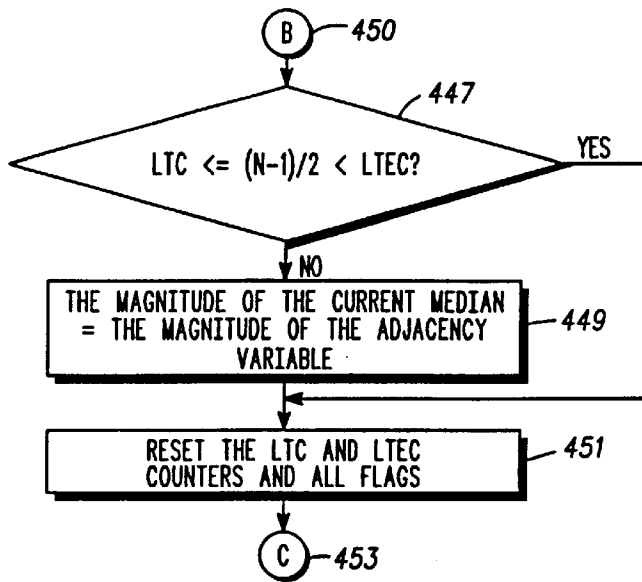 B
450
447
LTC <= (N-1)/2 < LTEC?
YES
NO
THE MAGNITUDE OF THE CURRENT MEDIAN
= THE MAGNITUDE OF THE ADJACENCY
VARIABLE
449
RESET THE LTC AND LTEC
COUNTERS AND ALL FLAGS
451
C
453